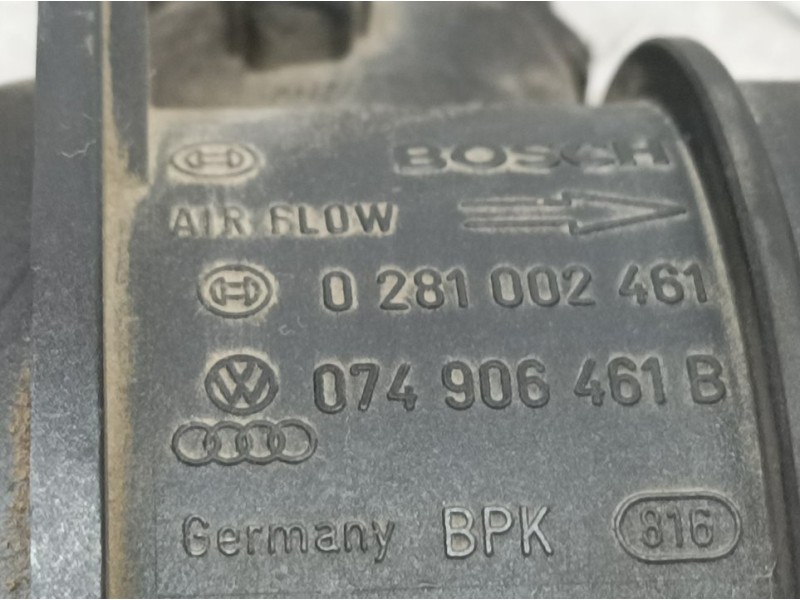 BOSCH
AIR FLOW
0 281 002 461
074 906 461 B
Germany BPK 816